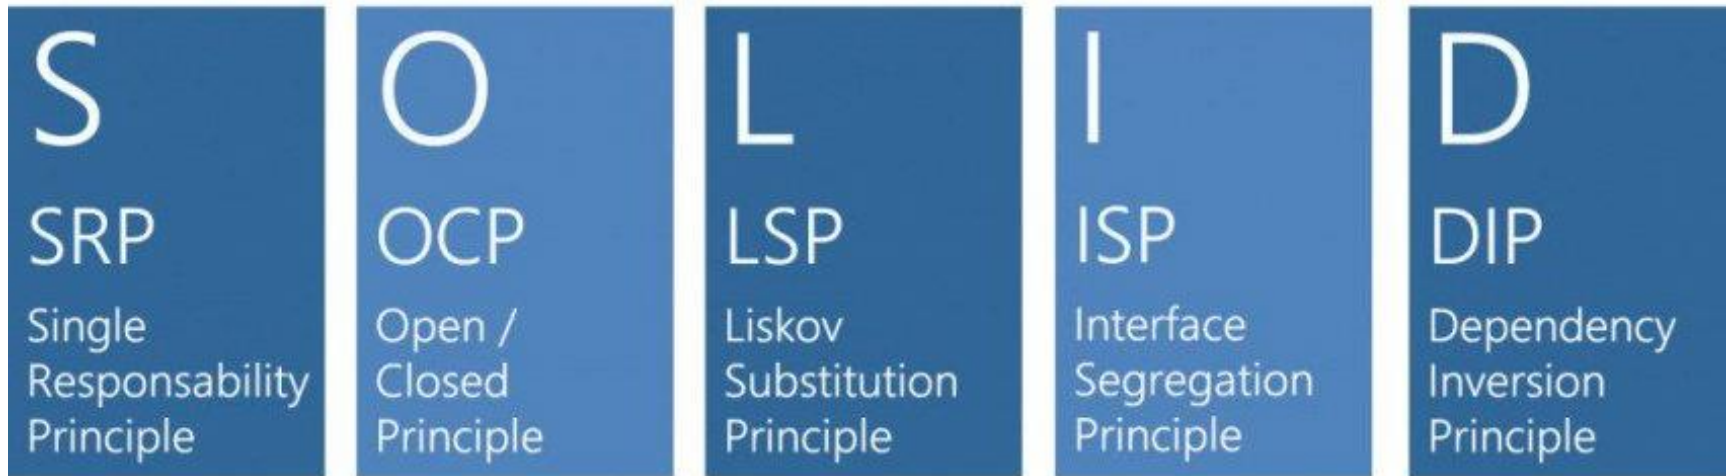 S
SRP
Single
Responsability
Principle
O
OCP
Open /
Closed
Principle
L
LSP
Liskov
Substitution
Principle
I
ISP
Interface
Segregation
Principle
D
DIP
Dependency
Inversion
Principle